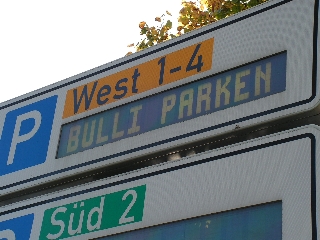 West 1-4
P BULLI PARKEN
Süd 2
P